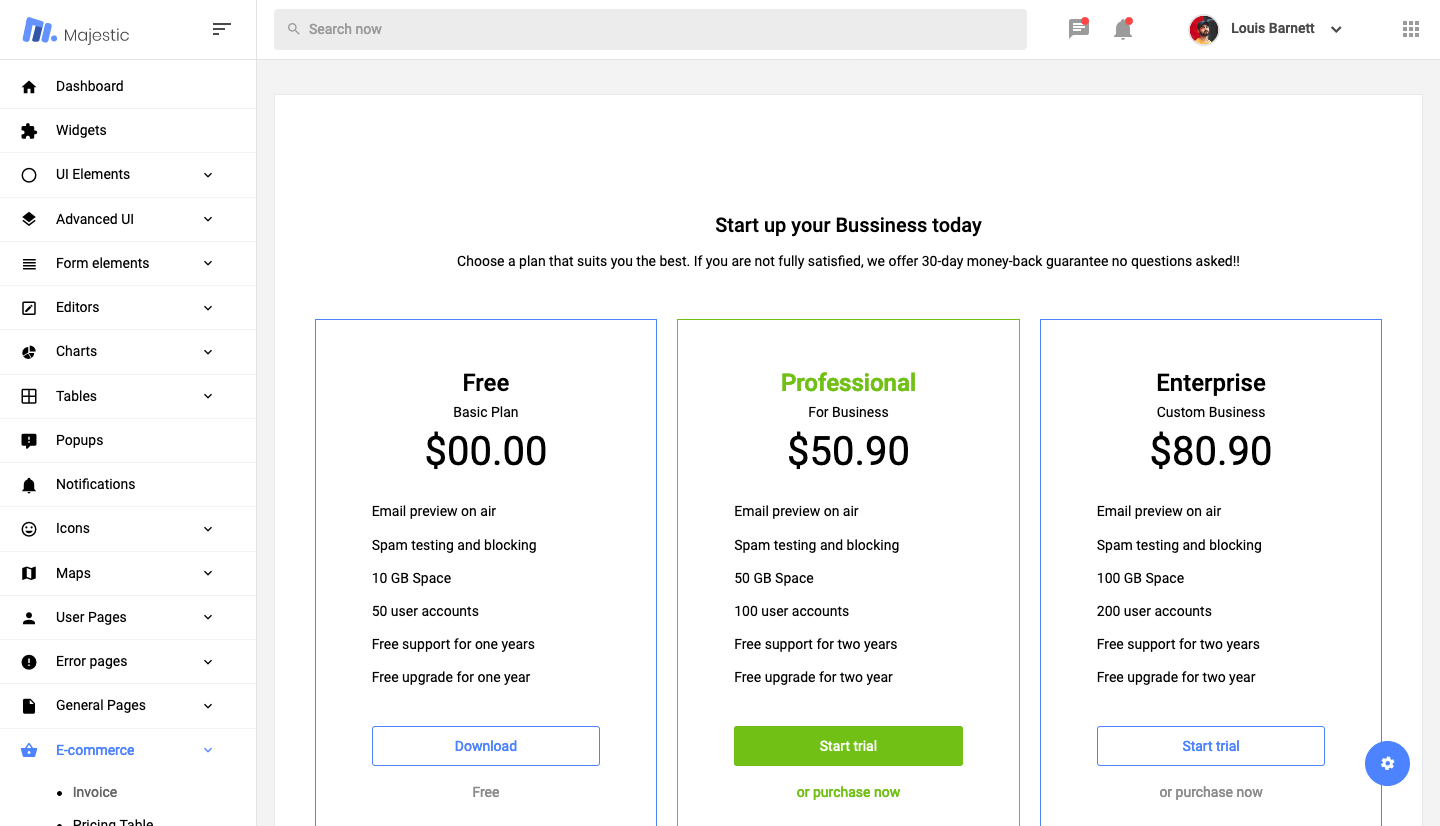 Majestic
Search now
Louis Barnett
Dashboard
Widgets
UI Elements
Advanced UI
Form elements
Editors
Charts
Tables
Popups
Notifications
Icons
Maps
User Pages
Error pages
General Pages
E-commerce
Invoice
Pricing Table
Start up your Bussiness today
Choose a plan that suits you the best. If you are not fully satisfied, we offer 30-day money-back guarantee no questions asked!!
Free
Basic Plan
$00.00
Email preview on air
Spam testing and blocking
10 GB Space
50 user accounts
Free support for one years
Free upgrade for one year
Download
Free
Professional
For Business
$50.90
Email preview on air
Spam testing and blocking
50 GB Space
100 user accounts
Free support for two years
Free upgrade for two year
Start trial
or purchase now
Enterprise
Custom Business
$80.90
Email preview on air
Spam testing and blocking
100 GB Space
200 user accounts
Free support for two years
Free upgrade for two year
Start trial
or purchase now